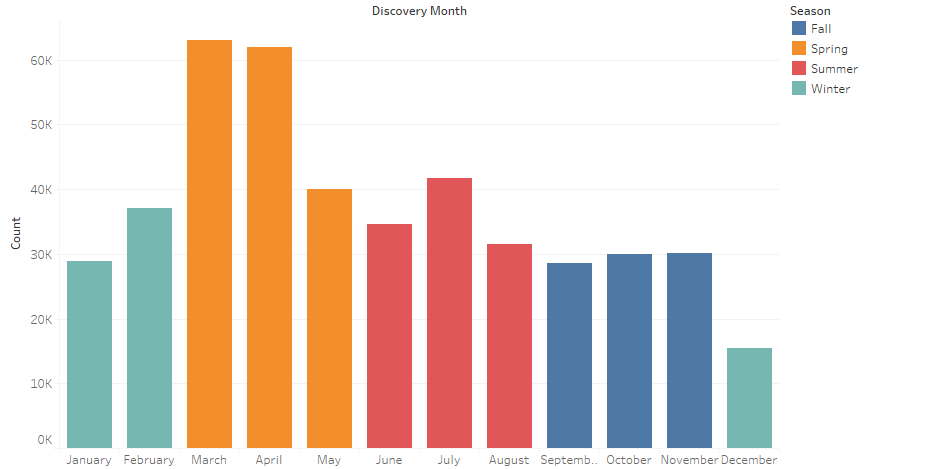 Discovery Month
Season
Fall
Spring
Summer
Winter
60K
50K
40K
30K
20K
10K
0K
Count
January February March April May June July August Septemb.. October November December